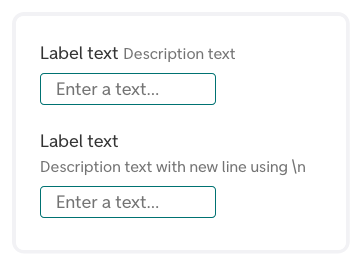 Label text Description text
Enter a text...
Label text
Description text with new line using \n
Enter a text...